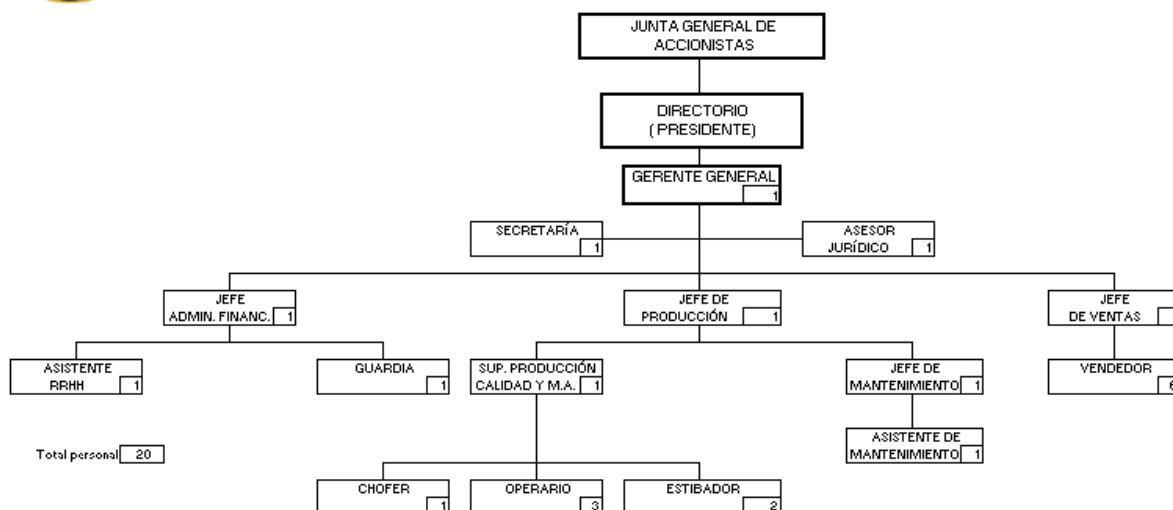 JUNTA GENERAL DE
ACCIONISTAS
DIRECTORIO
( PRESIDENTE)
GERENTE GENERAL
1
SECRETARÍA
1
ASESOR
JURÍDICO 1
JEFE
ADMIN. FINANC. 1
JEFE DE
PRODUCCIÓN 1
JEFE
DE VENTAS
ASISTENTE
RRHH 1
GUARDIA
1
SUP. PRODUCCIÓN
CALIDAD Y M.A. 1
JEFE DE
MANTENIMIENTO 1
VENDEDOR
6
Total personal 20
ASISTENTE DE
MANTENIMIENTO 1
CHOFER
1
OPERARIO
3
ESTIBADOR
2